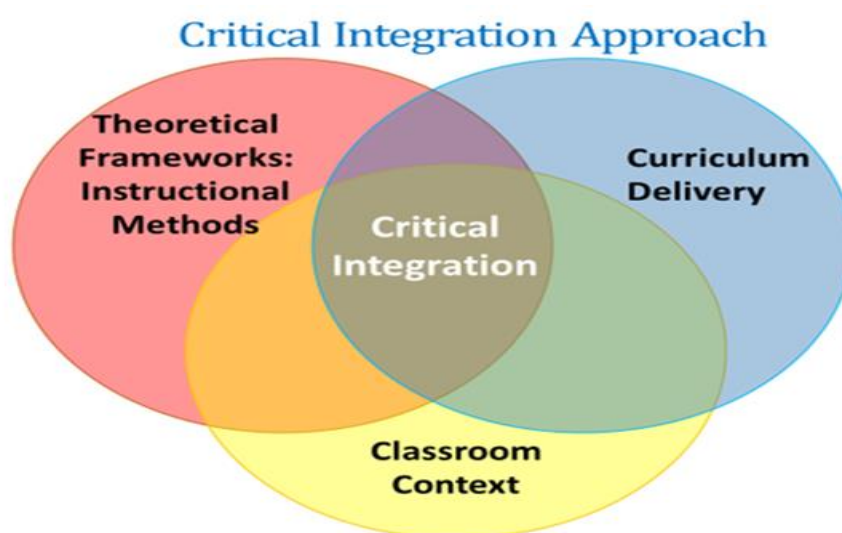 Critical Integration Approach
Theoretical
Frameworks:
Instructional
Methods
Curriculum
Delivery
Critical
Integration
Classroom
Context